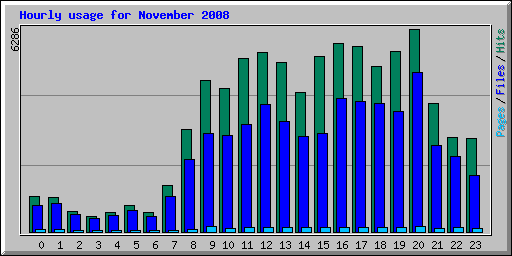 Hourly usage for November 2008
6286
Pages/Files/Hits
0 1 2 3 4 5 6 7 8 9 10 11 12 13 14 15 16 17 18 19 20 21 22 23